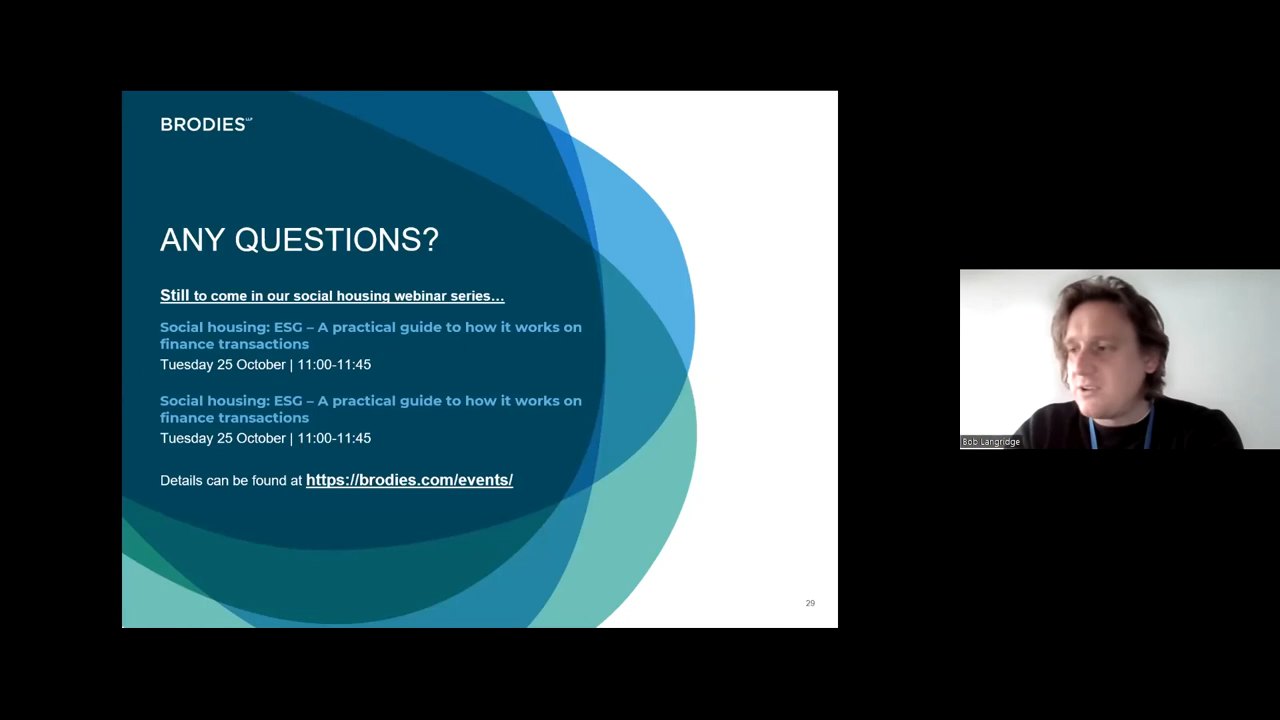 BRODIES LLP
ANY QUESTIONS?
Still to come in our social housing webinar series…
Social housing: ESG – A practical guide to how it works on
finance transactions
Tuesday 25 October | 11:00-11:45
Social housing: ESG – A practical guide to how it works on
finance transactions
Tuesday 25 October | 11:00-11:45
Details can be found at https://brodies.com/events/
29
Bob Langridge